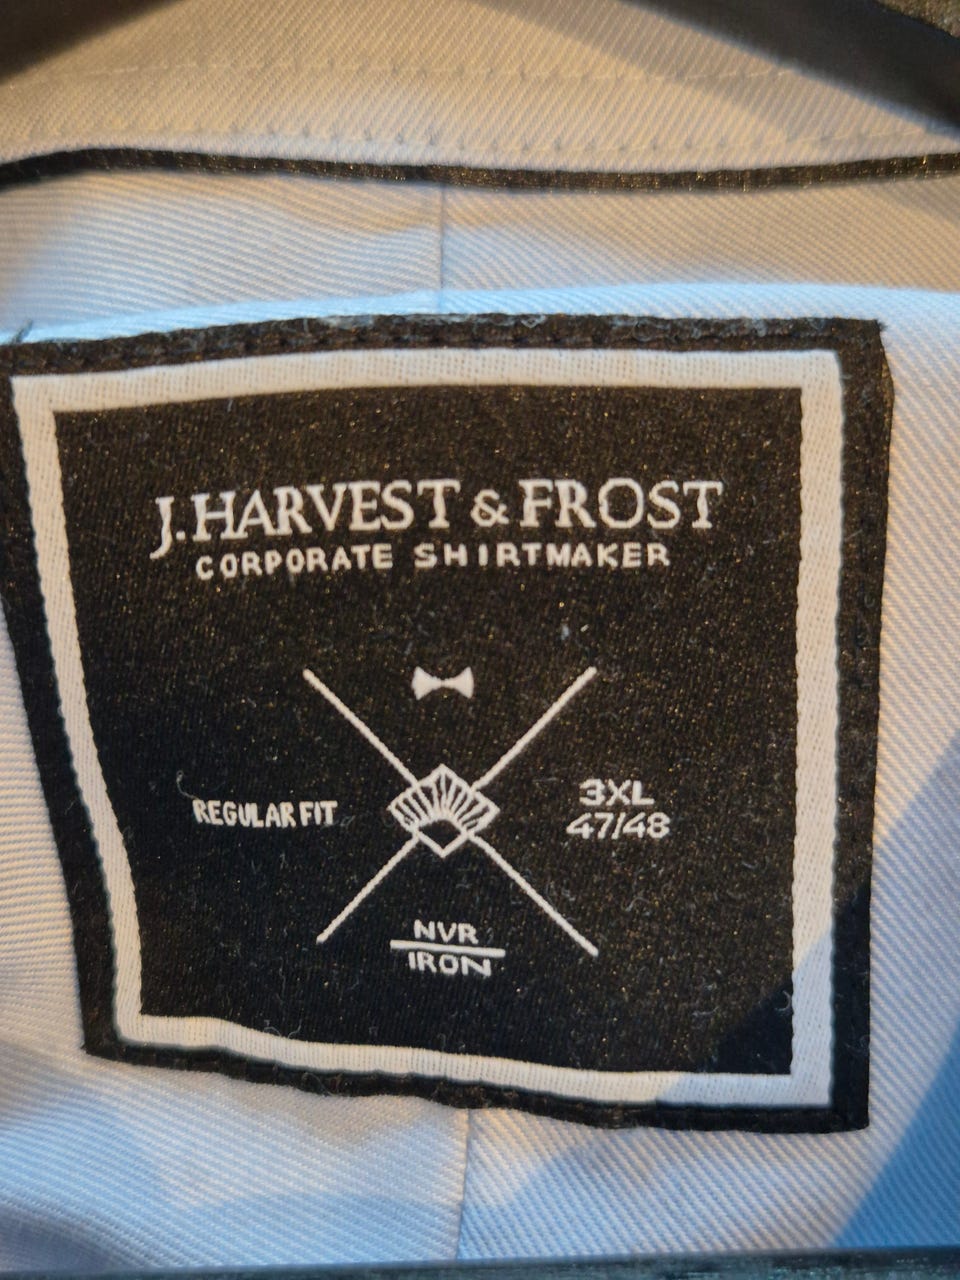 J.HARVEST & FROST
CORPORATE SHIRTMAKER
REGULAR FIT
3XL
47/48
NVR
IRON